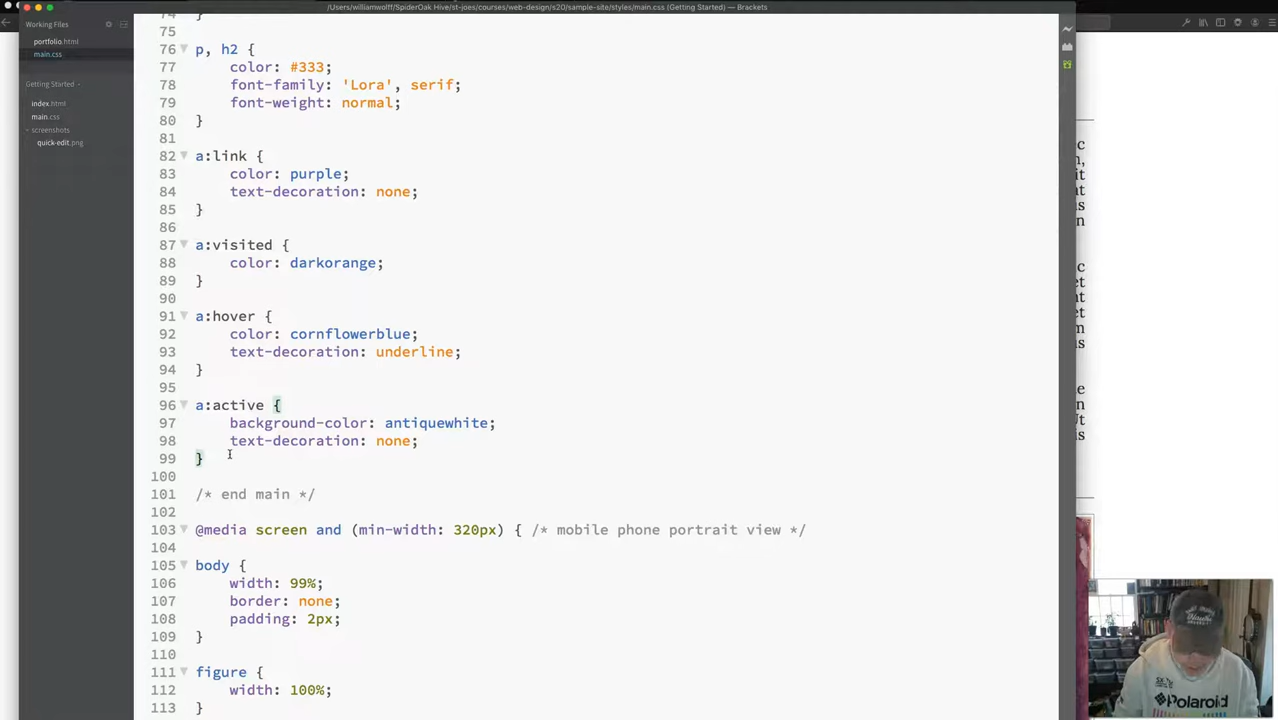 /Users/williamwolff/SpiderOak Hive/st-joes/courses/web-design/s20/sample-site/styles/main.css (Getting Started) — Brackets
Working Files
portfolio.html
main.css
Getting Started
index.html
main.css
screenshots
quick-edit.png
74 }
75
76 p, h2 {
77 color: #333;
78 font-family: 'Lora', serif;
79 font-weight: normal;
80 }
81
82 a:link {
83 color: purple;
84 text-decoration: none;
85 }
86
87 a:visited {
88 color: darkorange;
89 }
90
91 a:hover {
92 color: cornflowerblue;
93 text-decoration: underline;
94 }
95
96 a:active {
97 background-color: antiquewhite;
98 text-decoration: none;
99 }
100
101 /* end main */
102
103 @media screen and (min-width: 320px) { /* mobile phone portrait view */
104
105 body {
106 width: 99%;
107 border: none;
108 padding: 2px;
109 }
110
111 figure {
112 width: 100%;
113 }
POLAROID